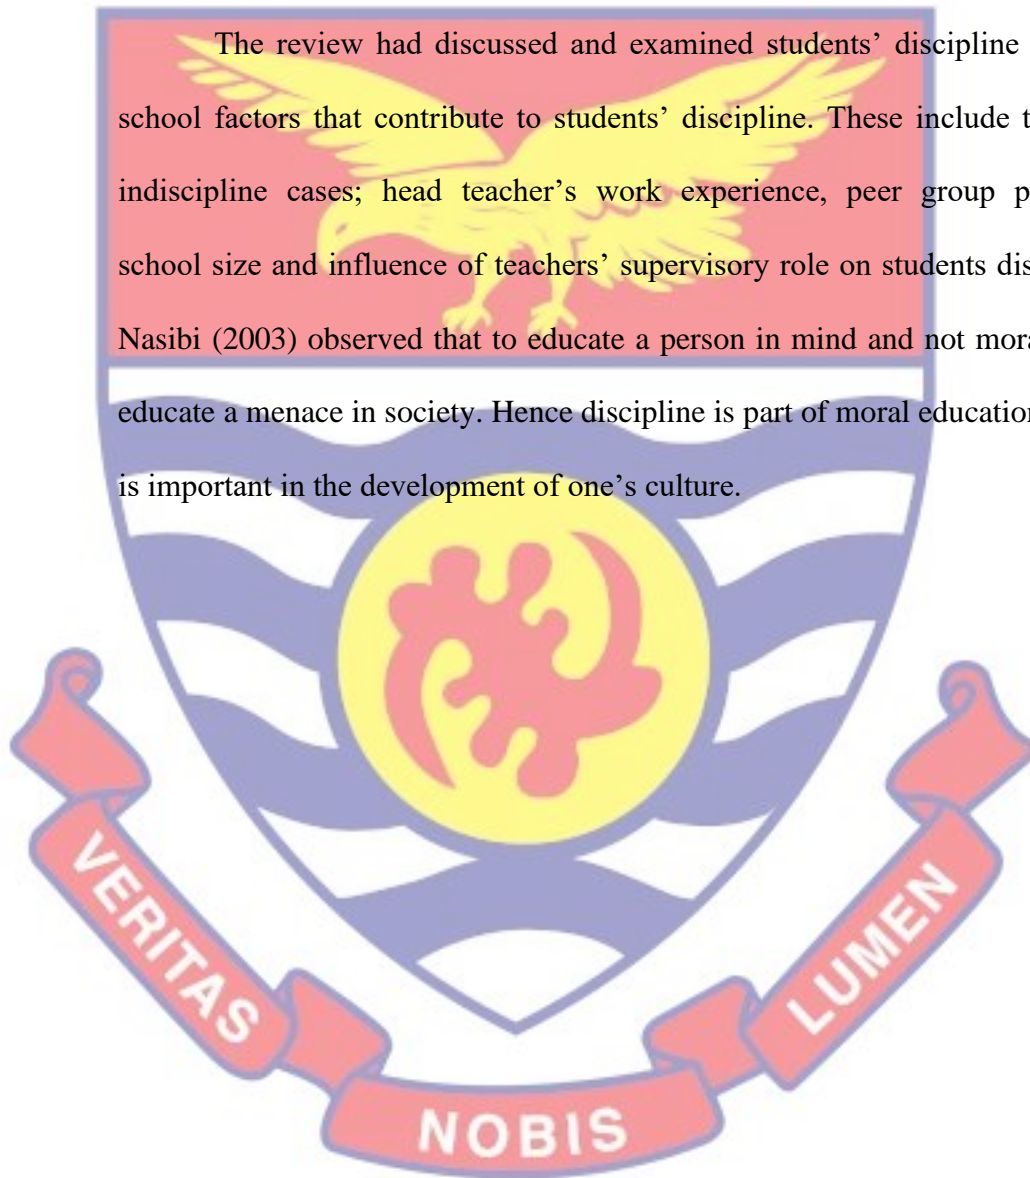 The review had discussed and examined students’ discipline
school factors that contribute to students’ discipline. These include
indiscipline cases; head teacher’s work experience, peer group
school size and influence of teachers’ supervisory role on students
Nasibi (2003) observed that to educate a person in mind and not
educate a menace in society. Hence discipline is part of moral education
is important in the development of one’s culture.
VERITAS
NOBIS
LUMEN